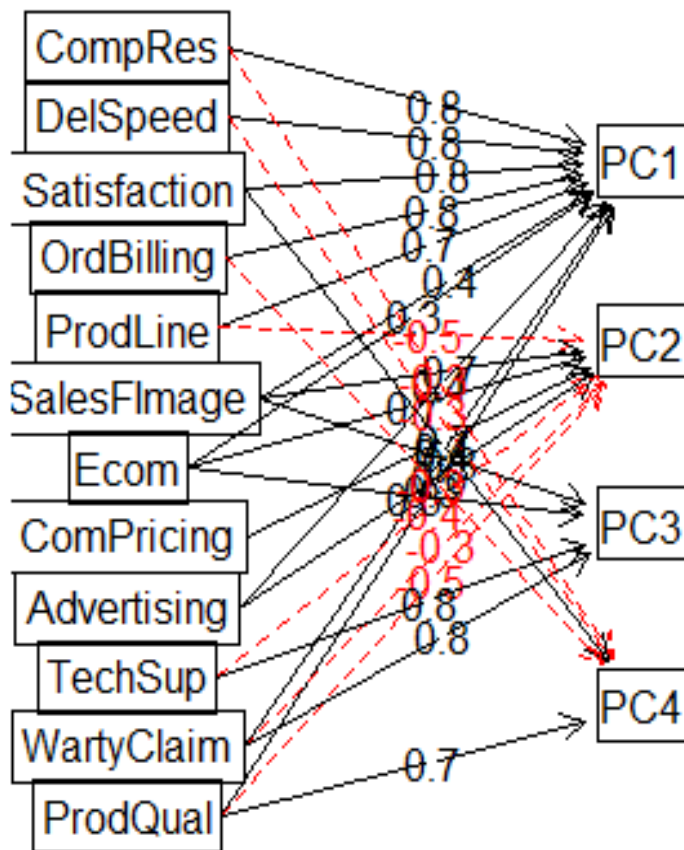 CompRes
DelSpeed
Satisfaction
OrdBilling
ProdLine
SalesFImage
Ecom
ComPricing
Advertising
TechSup
WartyClaim
ProdQual
0.8
0.8
0.8
0.8
0.7
0.4
0.3
-0.5
0.7
-0.4
-0.3
-0.5
0.8
0.8
0.7
PC1
PC2
PC3
PC4